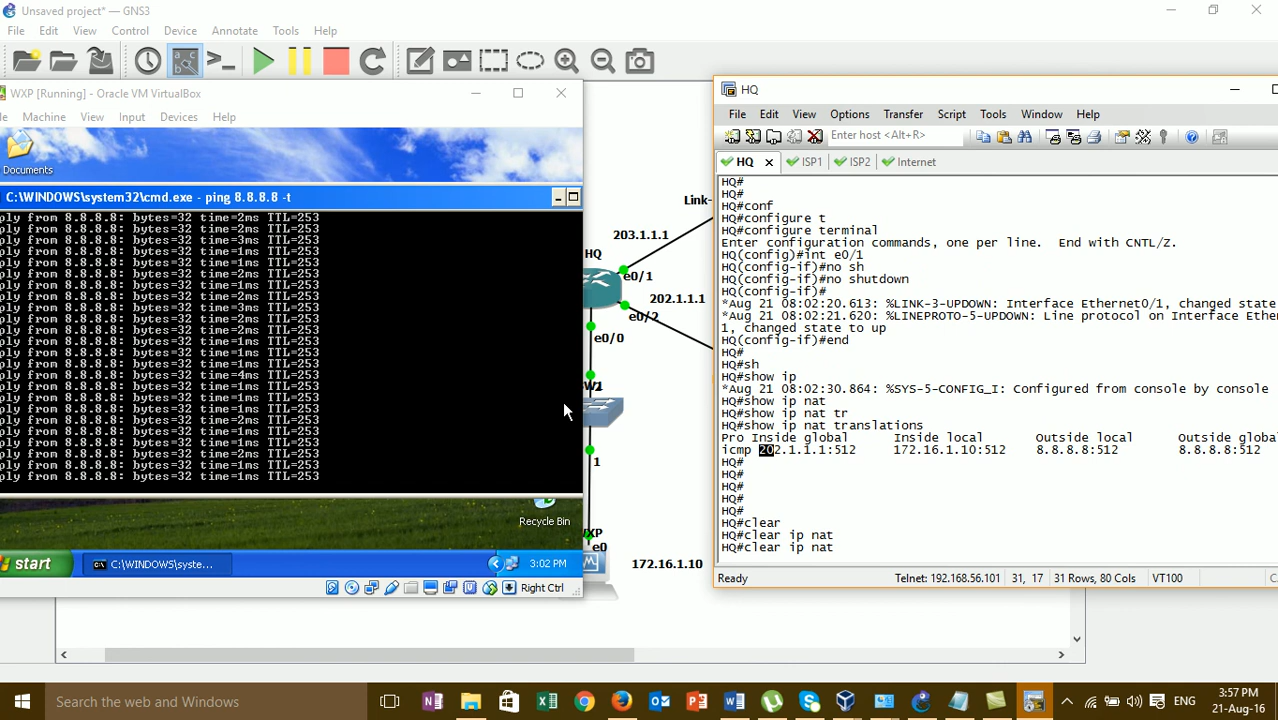 Unsaved project* — GNS3
File Edit View Control Device Annotate Tools Help
WXP [Running] - Oracle VM VirtualBox
Machine View Input Devices Help
Documents
C:\WINDOWS\system32\cmd.exe - ping 8.8.8.8 -t
ply from 8.8.8.8: bytes=32 time=2ms TTL=253
ply from 8.8.8.8: bytes=32 time=2ms TTL=253
ply from 8.8.8.8: bytes=32 time=3ms TTL=253
ply from 8.8.8.8: bytes=32 time=1ms TTL=253
ply from 8.8.8.8: bytes=32 time=1ms TTL=253
ply from 8.8.8.8: bytes=32 time=2ms TTL=253
ply from 8.8.8.8: bytes=32 time=1ms TTL=253
ply from 8.8.8.8: bytes=32 time=2ms TTL=253
ply from 8.8.8.8: bytes=32 time=3ms TTL=253
ply from 8.8.8.8: bytes=32 time=2ms TTL=253
ply from 8.8.8.8: bytes=32 time=1ms TTL=253
ply from 8.8.8.8: bytes=32 time=1ms TTL=253
ply from 8.8.8.8: bytes=32 time=1ms TTL=253
ply from 8.8.8.8: bytes=32 time=4ms TTL=253
ply from 8.8.8.8: bytes=32 time=1ms TTL=253
ply from 8.8.8.8: bytes=32 time=1ms TTL=253
ply from 8.8.8.8: bytes=32 time=1ms TTL=253
ply from 8.8.8.8: bytes=32 time=2ms TTL=253
ply from 8.8.8.8: bytes=32 time=1ms TTL=253
ply from 8.8.8.8: bytes=32 time=1ms TTL=253
ply from 8.8.8.8: bytes=32 time=2ms TTL=253
ply from 8.8.8.8: bytes=32 time=1ms TTL=253
ply from 8.8.8.8: bytes=32 time=1ms TTL=253
Recycle Bin
start
C:\WINDOWS\syste...
3:02 PM
Right Ctrl
Link-
203.1.1.1
HQ
e0/1
202.1.1.1
e0/2
e0/0
W1
1
XP
e0
172.16.1.10
HQ
File Edit View Options Transfer Script Tools Window Help
Enter host <Alt+R>
HQ ISP1 ISP2 Internet
HQ#
HQ#
HQ#conf
HQ#configure t
HQ#configure terminal
Enter configuration commands, one per line.  End with CNTL/Z.
HQ(config)#int e0/1
HQ(config-if)#no sh
HQ(config-if)#no shutdown
HQ(config-if)#
*Aug 21 08:02:20.613: %LINK-3-UPDOWN: Interface Ethernet0/1, changed state
*Aug 21 08:02:21.620: %LINEPROTO-5-UPDOWN: Line protocol on Interface Ether
1, changed state to up
HQ(config-if)#end
HQ#
HQ#sh
HQ#show ip
*Aug 21 08:02:30.864: %SYS-5-CONFIG_I: Configured from console by console
HQ#show ip nat
HQ#show ip nat tr
HQ#show ip nat translations
Pro Inside global Inside local Outside local Outside global
icmp 202.1.1.1:512 172.16.1.10:512 8.8.8.8:512 8.8.8.8:512
HQ#
HQ#
HQ#
HQ#
HQ#
HQ#clear
HQ#clear ip nat
HQ#clear ip nat
Ready Telnet: 192.168.56.101 31, 17 31 Rows, 80 Cols VT100
Search the web and Windows
ENG
3:57 PM
21-Aug-16